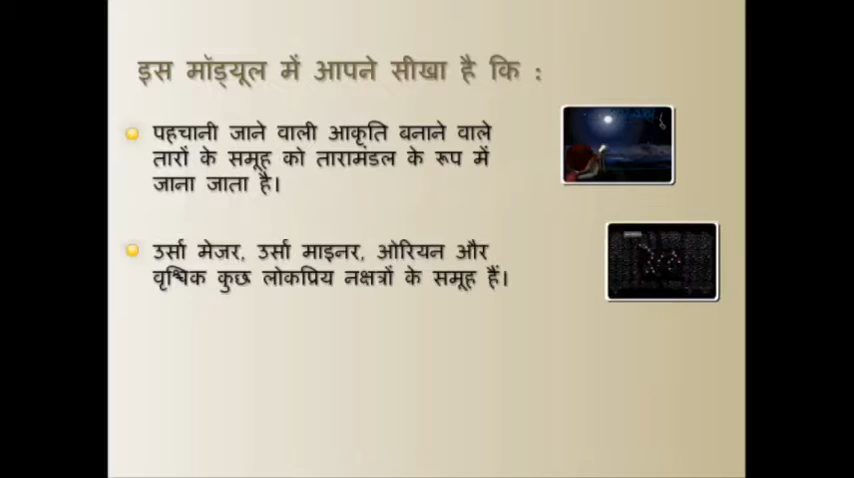 इस मॉड्यूल में आपने सीखा है कि :
पहचानी जाने वाली आकृति बनाने वाले
तारों के समूह को तारामंडल के रूप में
जाना जाता है।
उर्सा मेजर, उर्सा माइनर, ओरियन और
वृश्चिक कुछ लोकप्रिय नक्षत्रों के समूह हैं।